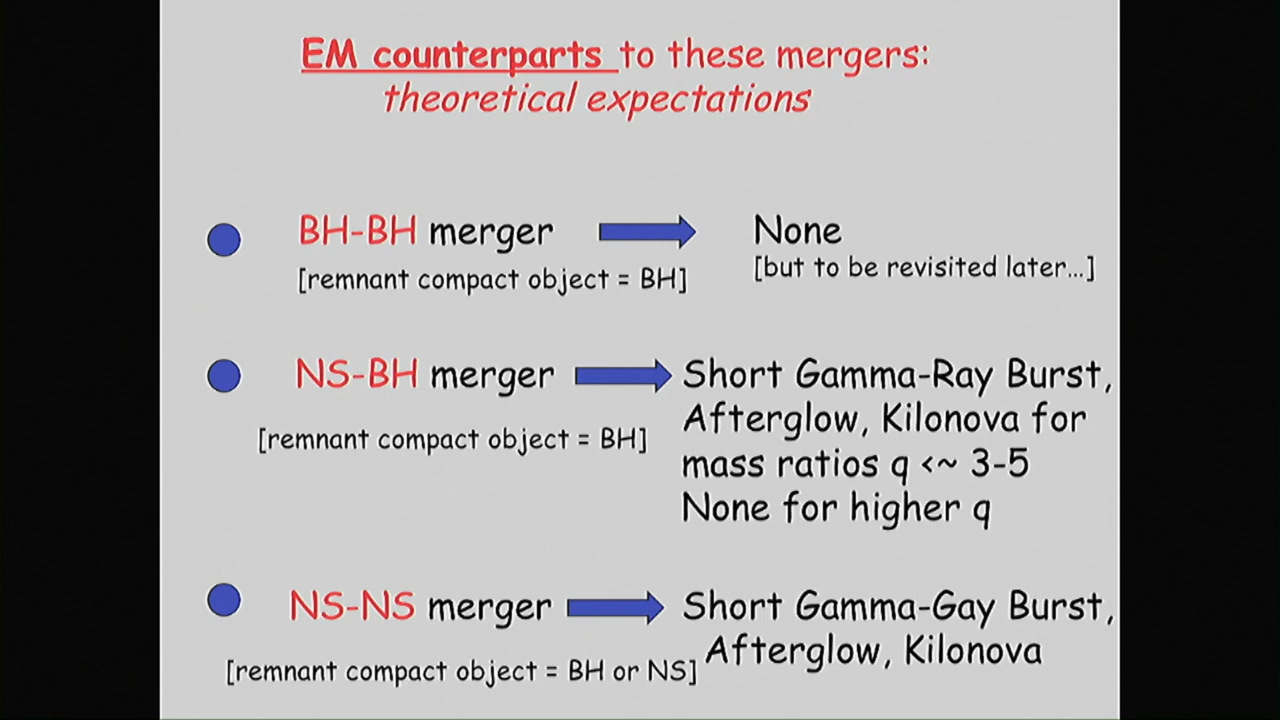 EM counterparts to these mergers:
theoretical expectations
BH-BH merger
None
[remnant compact object = BH]
[but to be revisited later...]
NS-BH merger
Short Gamma-Ray Burst,
Afterglow, Kilonova for
mass ratios q <~ 3-5
None for higher q
[remnant compact object = BH]
NS-NS merger
Short Gamma-Gay Burst,
Afterglow, Kilonova
[remnant compact object = BH or NS]